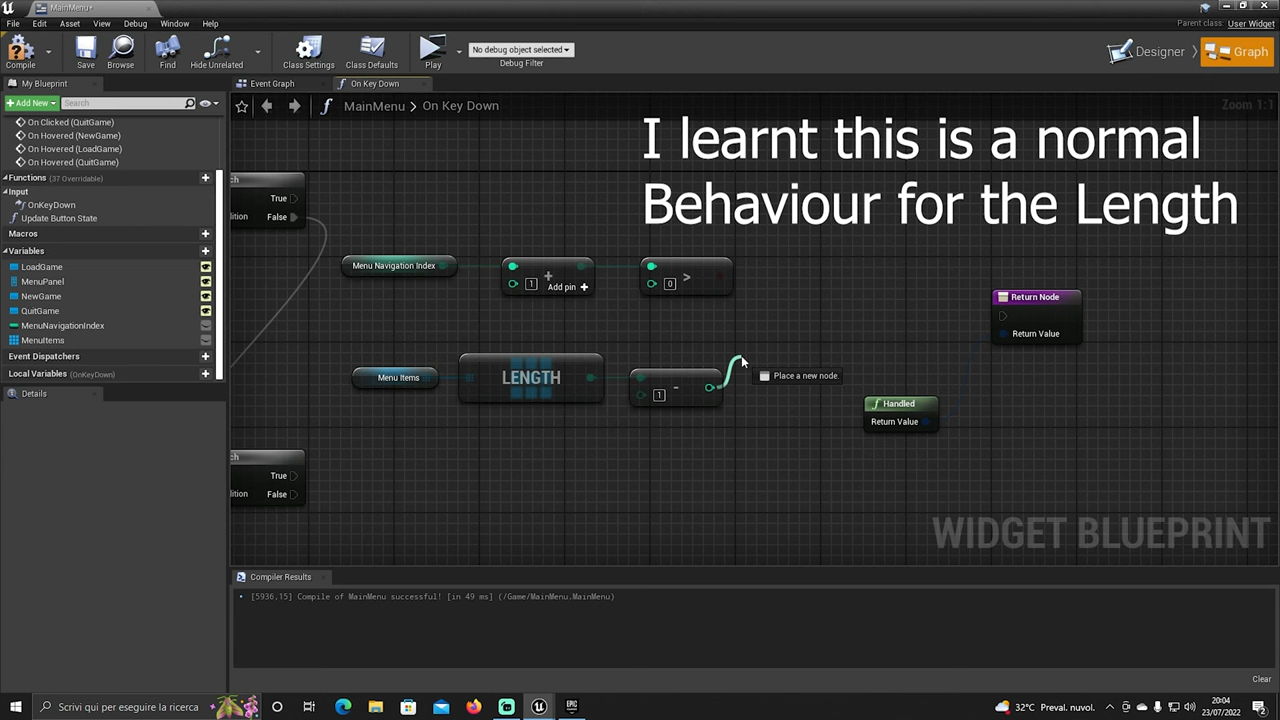 MainMenu*
File Edit Asset View Debug Window Help
Parent class: User Widget
Compile Save Browse Find Hide Unrelated Class Settings Class Defaults Play
No debug object selected
Debug Filter
Designer Graph
My Blueprint
Event Graph On Key Down
Add New Search
MainMenu > On Key Down
Zoom 1:1
On Clicked (QuitGame)
On Hovered (NewGame)
On Hovered (LoadGame)
On Hovered (QuitGame)
Functions (37 Overridable)
Input
OnKeyDown
Update Button State
Macros
Variables
LoadGame
MenuPanel
NewGame
QuitGame
MenuNavigationIndex
MenuItems
Event Dispatchers
Local Variables (OnKeyDown)
Details
I learnt this is a normal
Behaviour for the Length
ch
True
dition False
Menu Navigation Index
+
1
Add pin +
0
>
Return Node
Return Value
Menu Items
LENGTH
1
-
Place a new node.
Handled
Return Value
ch
True
dition False
WIDGET BLUEPRINT
Compiler Results
[5936,15] Compile of MainMenu successful! [in 49 ms] (/Game/MainMenu.MainMenu)
Clear
Scrivi qui per eseguire la ricerca
EPIC
32°C Preval. nuvol.
20:04
23/07/2022
2